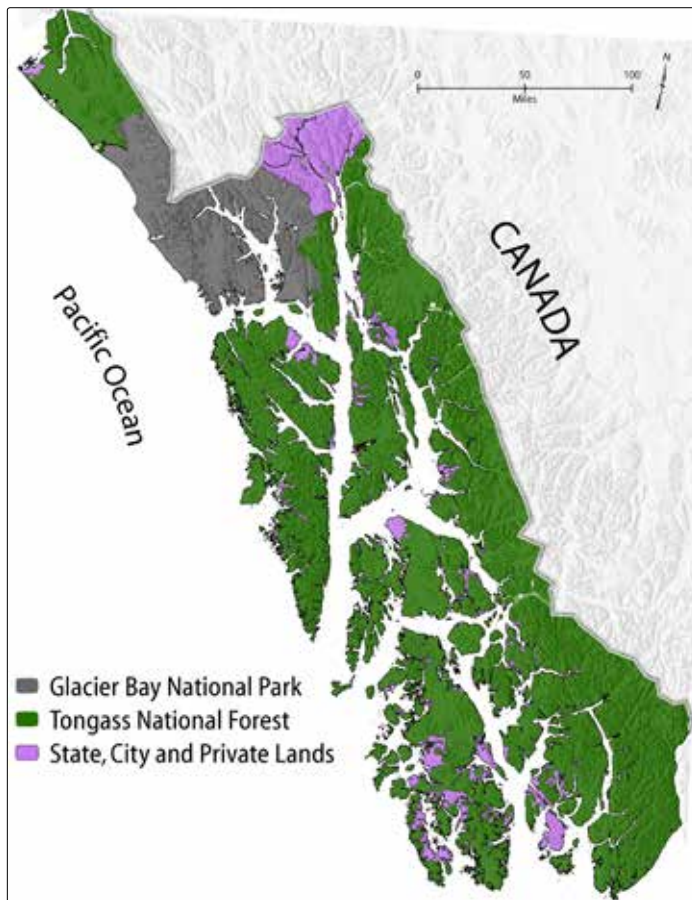 N
0 50 100
Miles
CANADA
Pacific Ocean
Glacier Bay National Park
Tongass National Forest
State, City and Private Lands